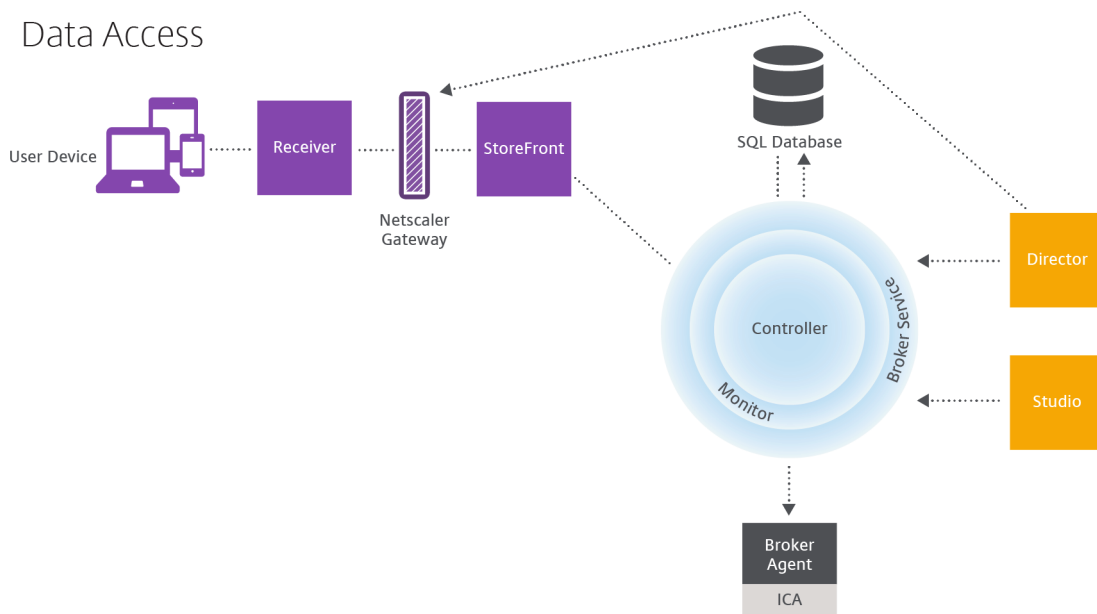 Data Access
User Device
Receiver
Netscaler
Gateway
StoreFront
SQL Database
Director
Controller
Broker Service
Monitor
Studio
Broker
Agent
ICA